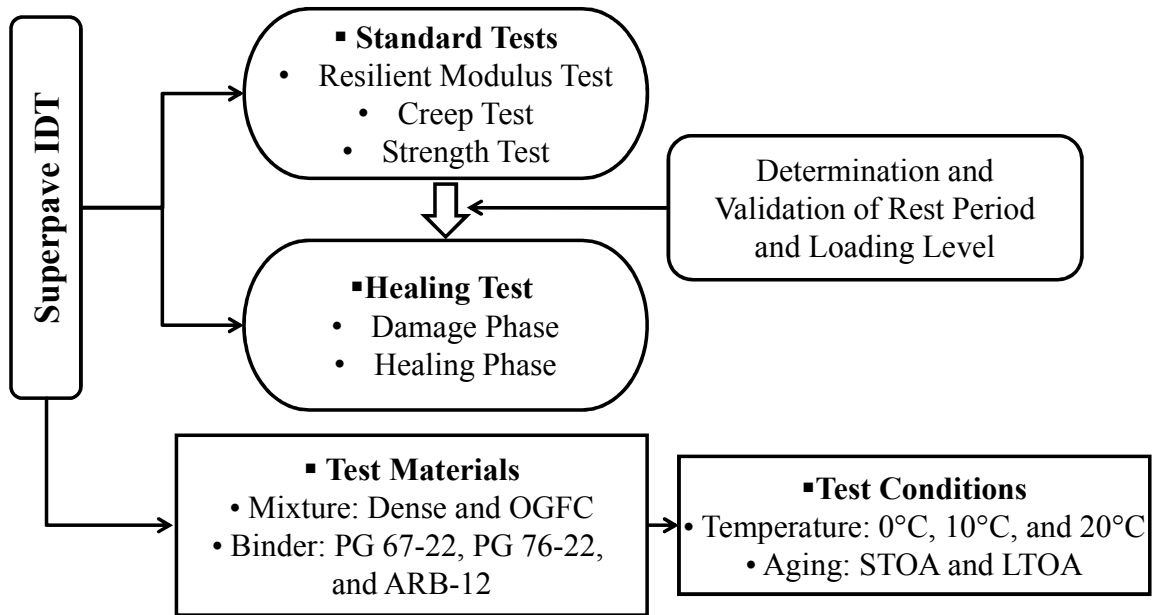 Superpave IDT
▪ Standard Tests
• Resilient Modulus Test
• Creep Test
• Strength Test
Determination and
Validation of Rest Period
and Loading Level
▪Healing Test
• Damage Phase
• Healing Phase
▪ Test Materials
• Mixture: Dense and OGFC
• Binder: PG 67-22, PG 76-22,
and ARB-12
▪Test Conditions
• Temperature: 0°C, 10°C, and 20°C
• Aging: STOA and LTOA